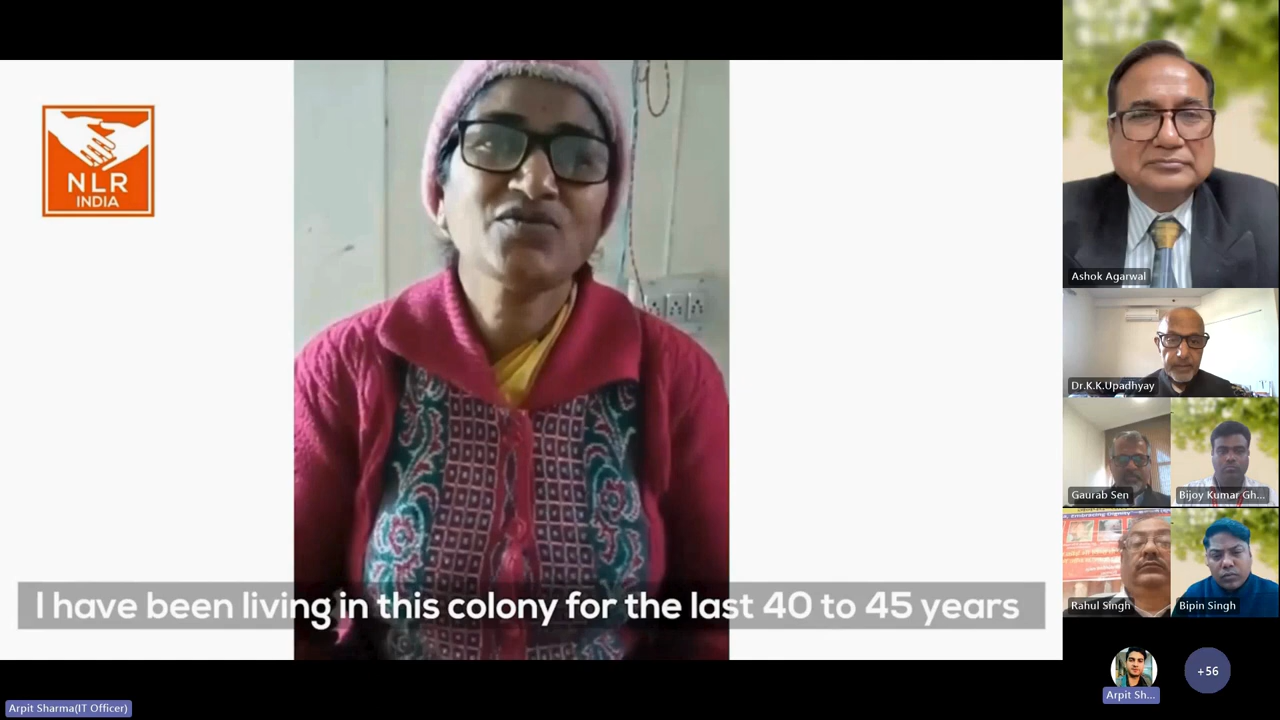 NLR
INDIA
I have been living in this colony for the last 40 to 45 years
Ashok Agarwal
Dr.K.K.Upadhyay
Gaurab Sen
Bijoy Kumar Gh...
Rahul Singh
Bipin Singh
Arpit Sh...
+56
Arpit Sharma(IT Officer)